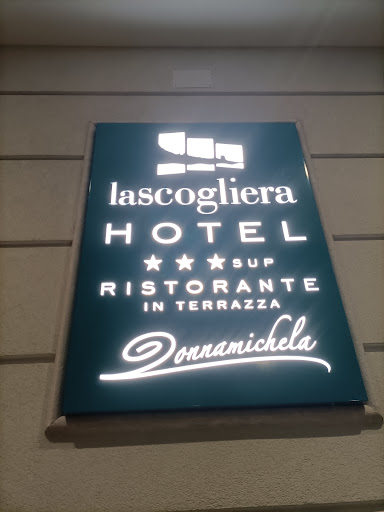 lascogliera
HOTEL
★★★SUP
RISTORANTE
IN TERRAZZA
Donnamichela